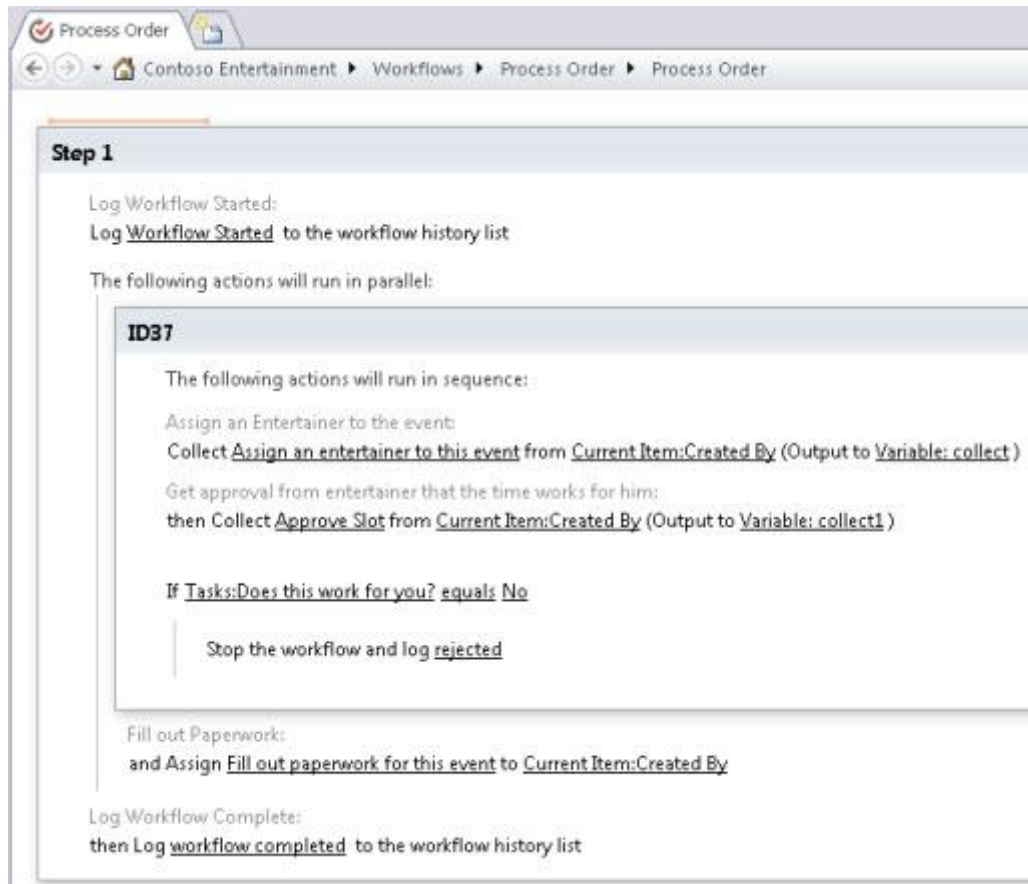 Process Order
Contoso Entertainment ▸ Workflows ▸ Process Order ▸ Process Order
Step 1
Log Workflow Started:
Log Workflow Started to the workflow history list
The following actions will run in parallel:
ID37
The following actions will run in sequence:
Assign an Entertainer to the event:
Collect Assign an entertainer to this event from Current Item:Created By (Output to Variable: collect )
Get approval from entertainer that the time works for him:
then Collect Approve Slot from Current Item:Created By (Output to Variable: collect1 )
If Tasks:Does this work for you? equals No
Stop the workflow and log rejected
Fill out Paperwork:
and Assign Fill out paperwork for this event to Current Item:Created By
Log Workflow Complete:
then Log workflow completed to the workflow history list